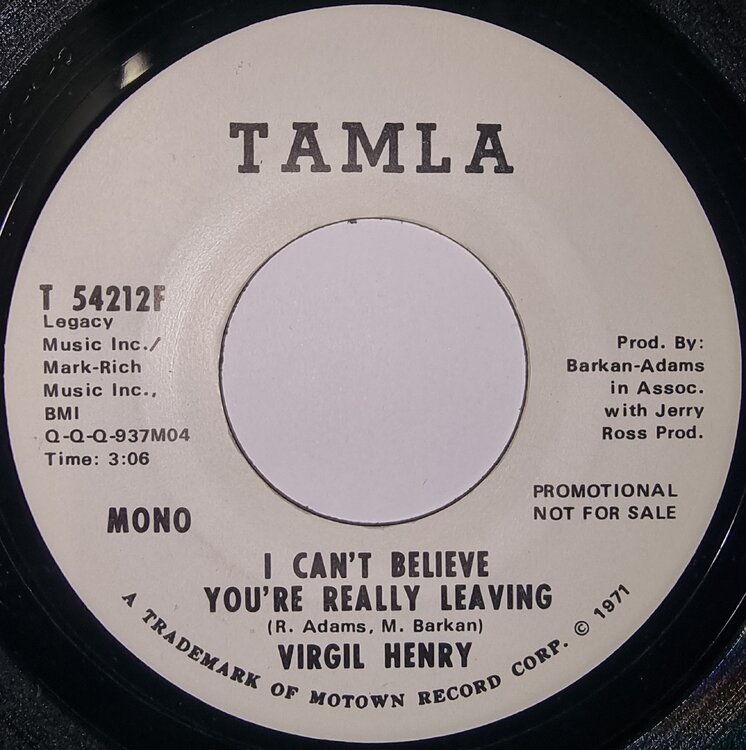 TAMLA
T 54212F
Legacy
Music Inc./
Mark-Rich
Music Inc.,
BMI
Q-Q-Q-937M04
Time: 3:06
Prod. By:
Barkan-Adams
in Assoc.
with Jerry
Ross Prod.
MONO
PROMOTIONAL
NOT FOR SALE
I CAN'T BELIEVE
YOU'RE REALLY LEAVING
(R. Adams, M. Barkan)
VIRGIL HENRY
A TRADEMARK OF MOTOWN RECORD CORP. © 1971